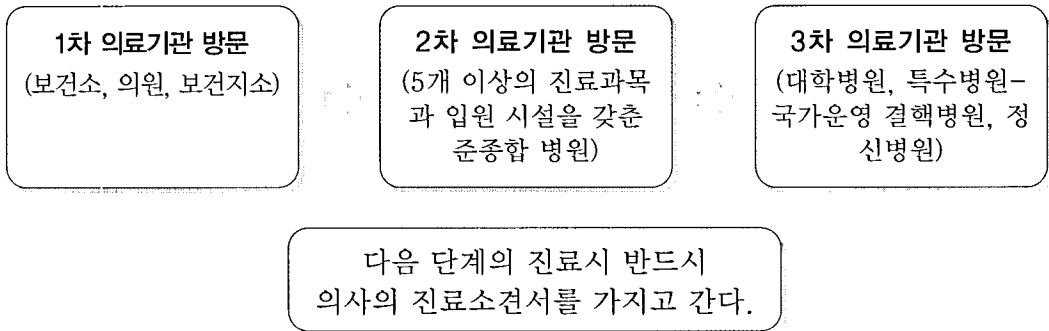 1차 의료기관 방문
(보건소, 의원, 보건지소)
2차 의료기관 방문
(5개 이상의 진료과목
과 입원 시설을 갖춘
준종합 병원)
3차 의료기관 방문
(대학병원, 특수병원-
국가운영 결핵병원, 정
신병원)
다음 단계의 진료시 반드시
의사의 진료소견서를 가지고 간다.